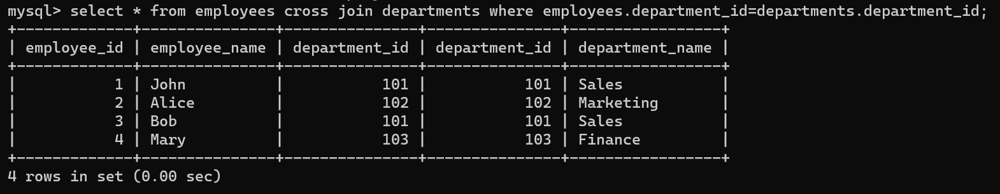 mysql> select * from employees cross join departments where employees.department_id=departments.department_id;
+-------------+---------------+---------------+---------------+-----------------+
| employee_id | employee_name | department_id | department_id | department_name |
+-------------+---------------+---------------+---------------+-----------------+
|           1 | John          |           101 |           101 | Sales           |
|           2 | Alice         |           102 |           102 | Marketing       |
|           3 | Bob           |           101 |           101 | Sales           |
|           4 | Mary          |           103 |           103 | Finance         |
+-------------+---------------+---------------+---------------+-----------------+
4 rows in set (0.00 sec)